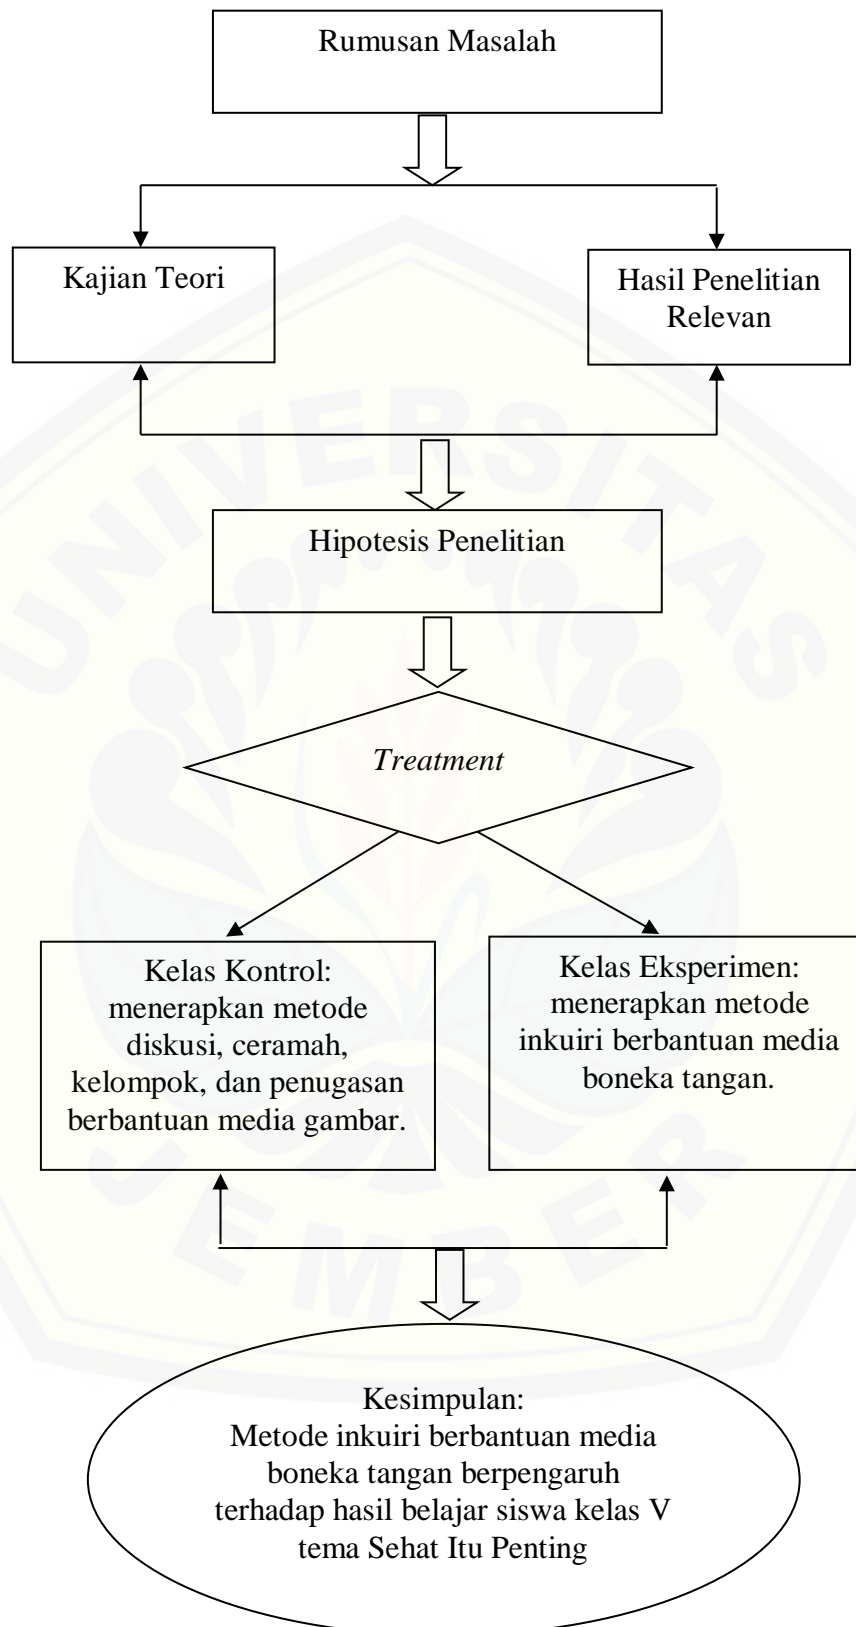 Rumusan Masalah
Kajian Teori
Hasil Penelitian
Relevan
Hipotesis Penelitian
Treatment
Kelas Kontrol:
menerapkan metode
diskusi, ceramah,
kelompok, dan penugasan
berbantuan media gambar.
Kelas Eksperimen:
menerapkan metode
inkuiri berbantuan media
boneka tangan.
Kesimpulan:
Metode inkuiri berbantuan media
boneka tangan berpengaruh
terhadap hasil belajar siswa kelas V
tema Sehat Itu Penting
UNIVERSITAS
JEMBER